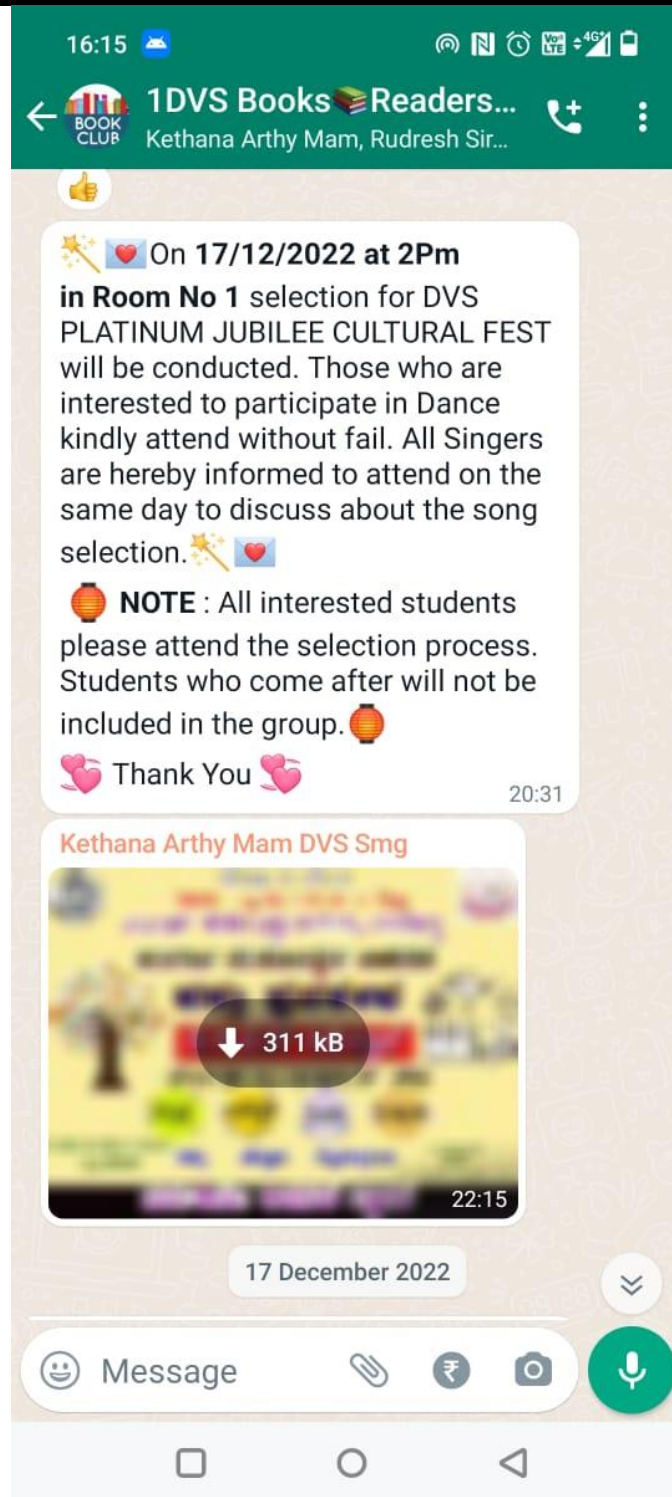 16:15
Vo))
LTE
4G
BOOK
CLUB
1DVS Books📚Readers...
Kethana Arthy Mam, Rudresh Sir...
👍
🪄💌On 17/12/2022 at 2Pm
in Room No 1 selection for DVS
PLATINUM JUBILEE CULTURAL FEST
will be conducted. Those who are
interested to participate in Dance
kindly attend without fail. All Singers
are hereby informed to attend on the
same day to discuss about the song
selection.🪄💌
🏮 NOTE : All interested students
please attend the selection process.
Students who come after will not be
included in the group.🏮
💞 Thank You 💞
20:31
Kethana Arthy Mam DVS Smg
311 kB
22:15
17 December 2022
Message
₹